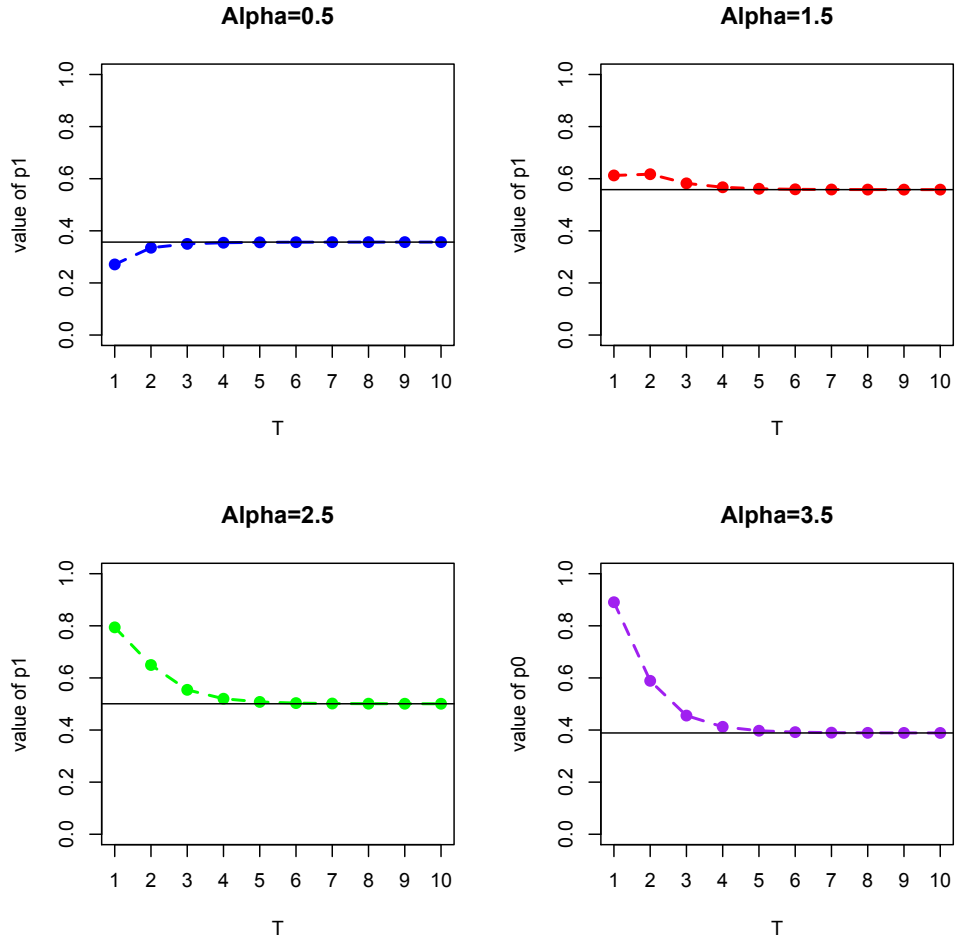 Alpha=0.5
value of p1
0.0 0.2 0.4 0.6 0.8 1.0
1 2 3 4 5 6 7 8 9 10
T
Alpha=1.5
value of p1
0.0 0.2 0.4 0.6 0.8 1.0
1 2 3 4 5 6 7 8 9 10
T
Alpha=2.5
value of p1
0.0 0.2 0.4 0.6 0.8 1.0
1 2 3 4 5 6 7 8 9 10
T
Alpha=3.5
value of p0
0.0 0.2 0.4 0.6 0.8 1.0
1 2 3 4 5 6 7 8 9 10
T